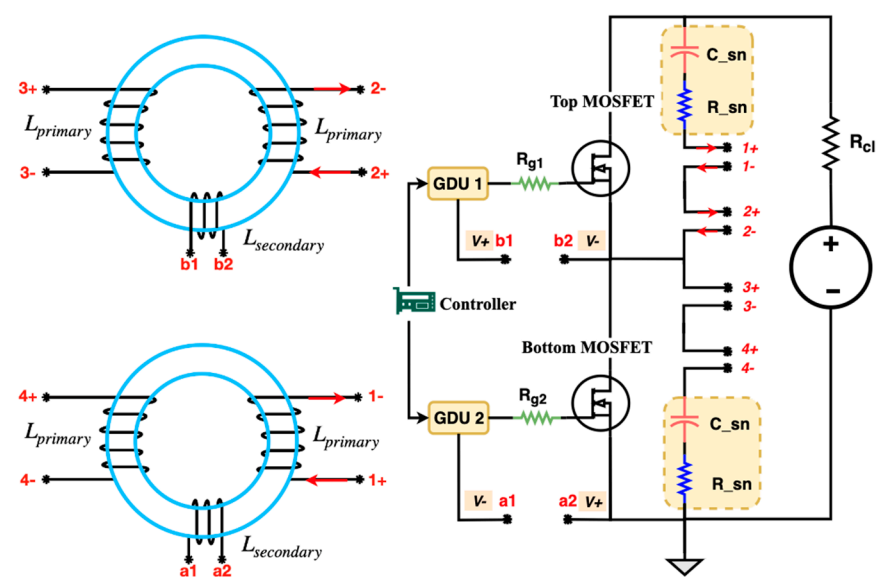 3+
2-
L_primary
L_primary
3-
2+
L_secondary
b1
b2
4+
1-
L_primary
L_primary
4-
1+
L_secondary
a1
a2
C_sn
Top MOSFET
R_sn
R_cl
R_g1
1+
1-
GDU 1
2+
V+ b1
b2 V-
2-
+
-
3+
Controller
3-
Bottom MOSFET
4+
4-
R_g2
GDU 2
C_sn
R_sn
V- a1
a2 V+